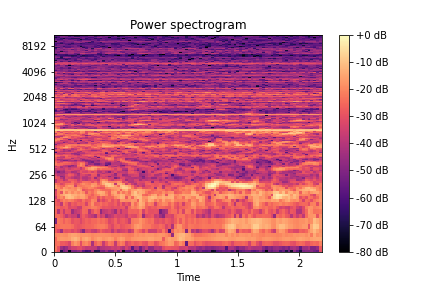 Power spectrogram
8192
4096
2048
1024
512
256
128
64
0
Hz
0
0.5
1
1.5
2
Time
+0 dB
-10 dB
-20 dB
-30 dB
-40 dB
-50 dB
-60 dB
-70 dB
-80 dB